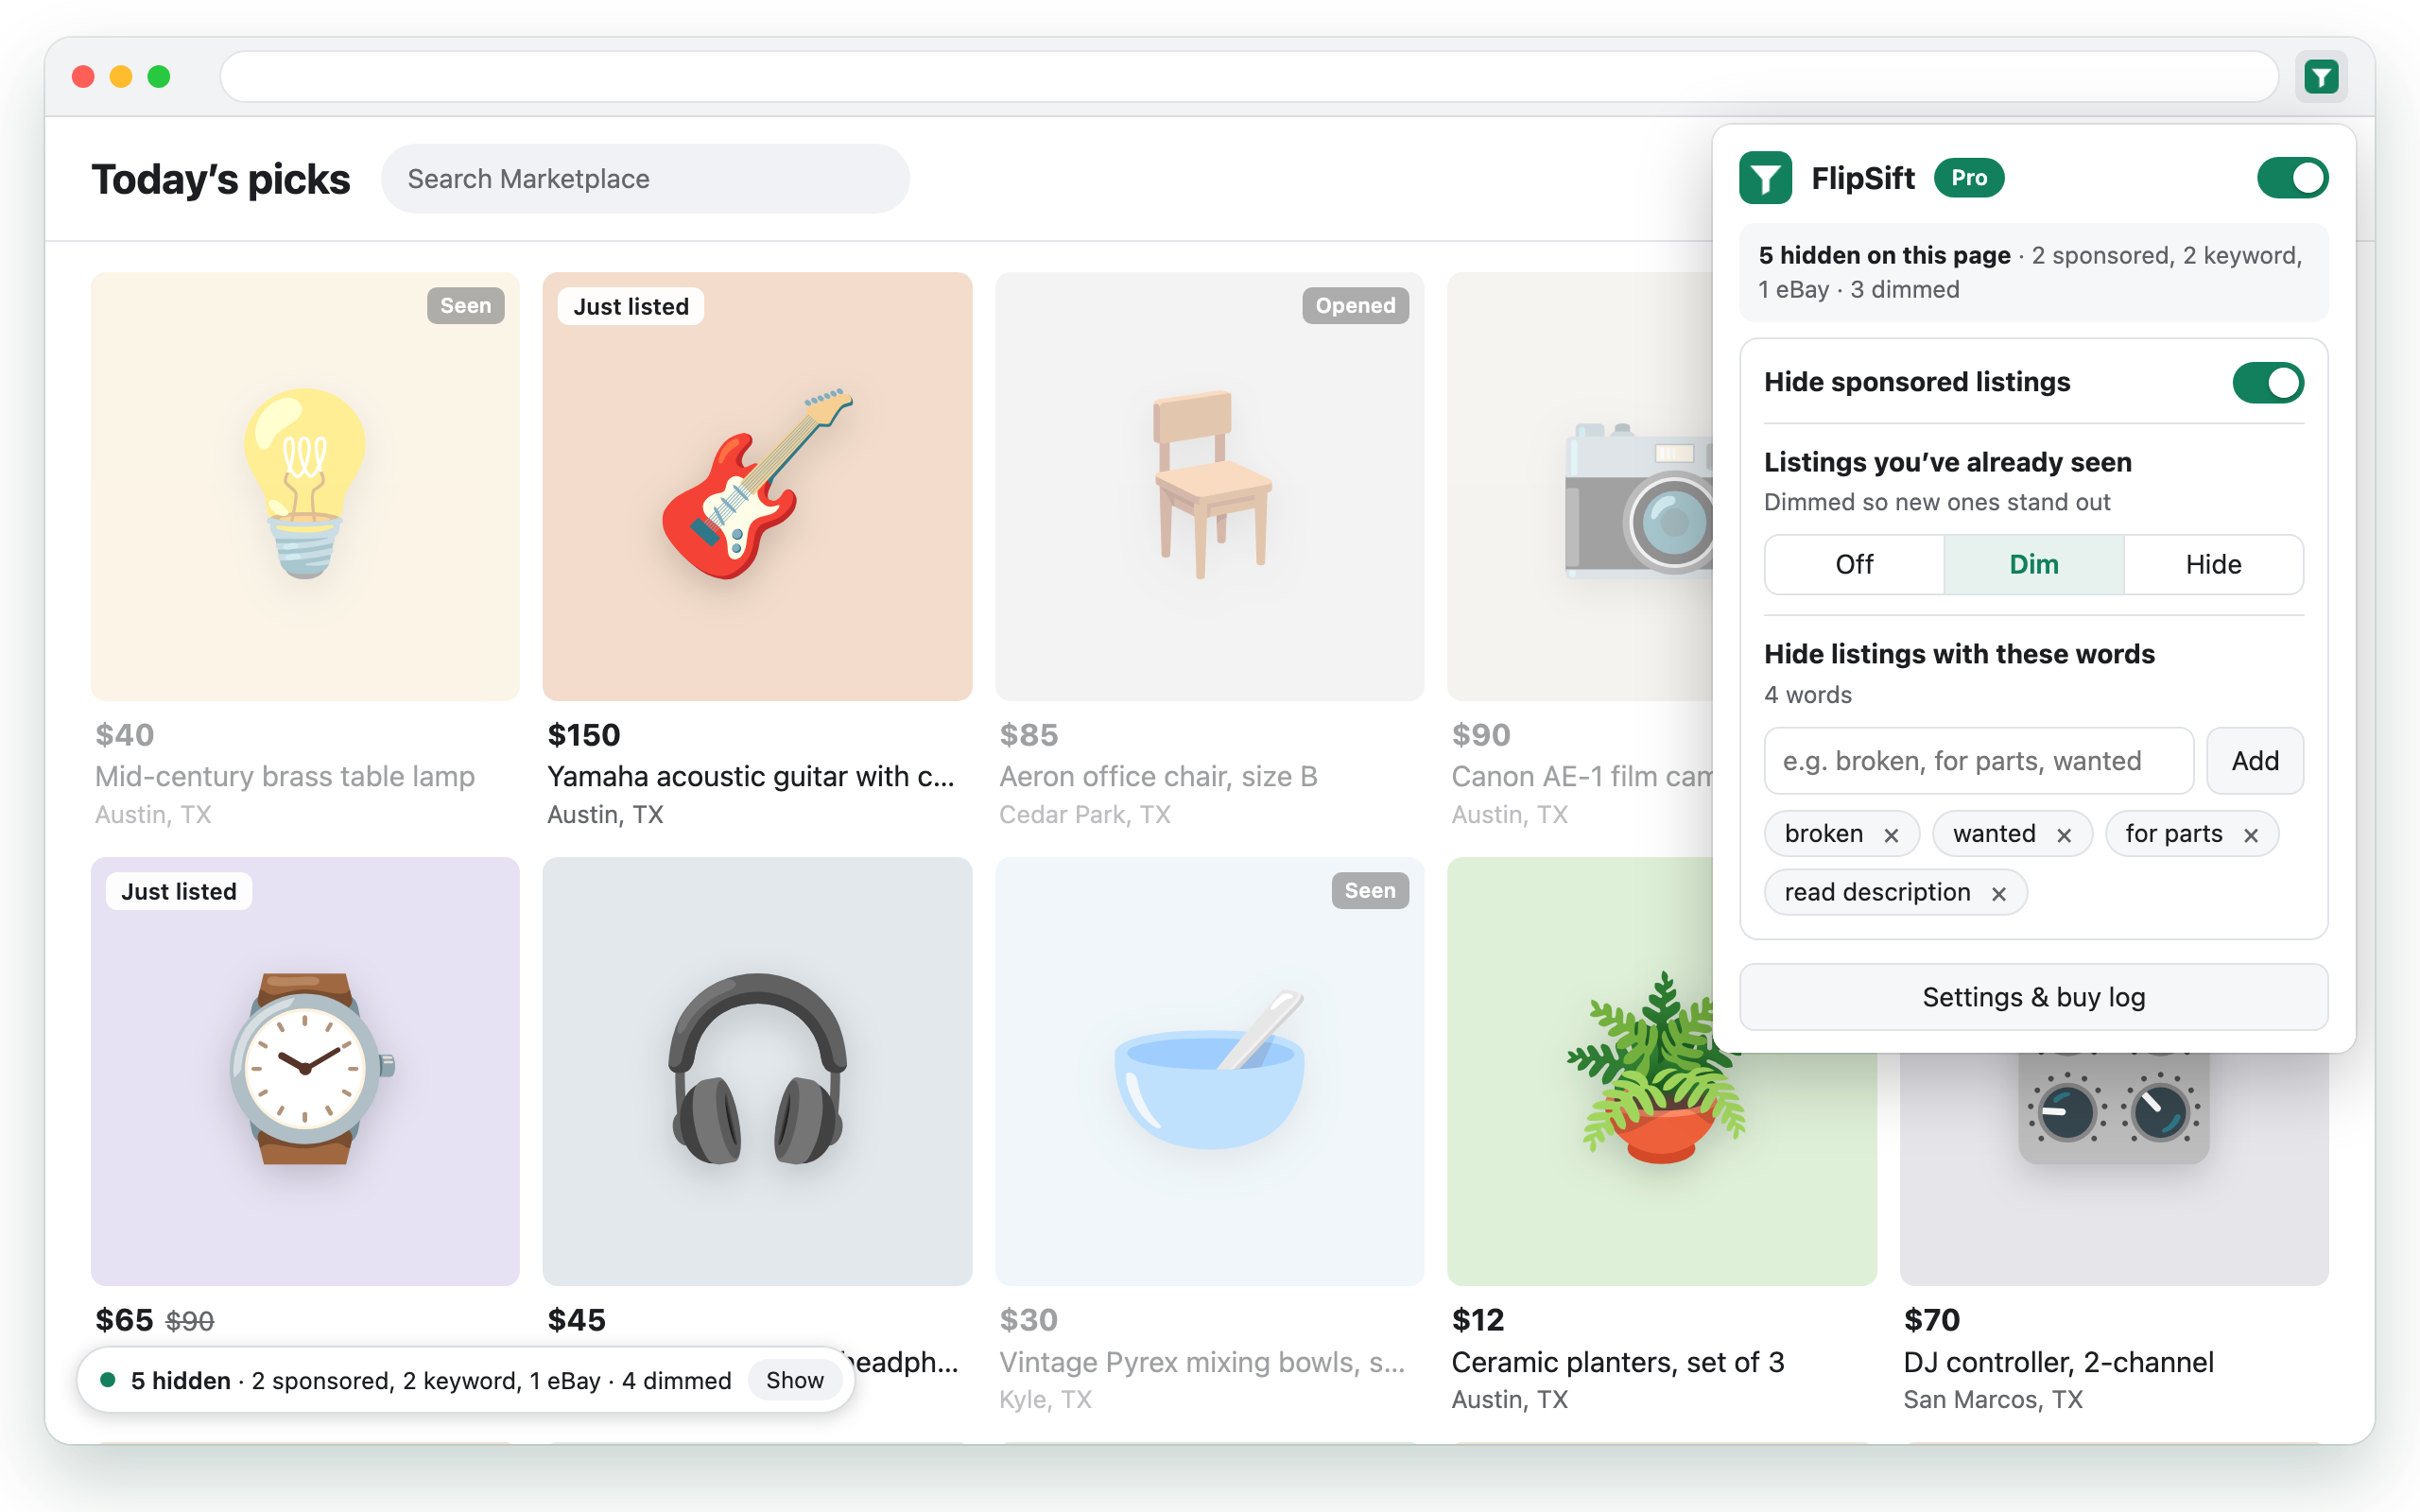 Today’s picks
Search Marketplace
FlipSift
Pro
5 hidden on this page · 2 sponsored, 2 keyword,
1 eBay · 3 dimmed
Hide sponsored listings
Listings you’ve already seen
Dimmed so new ones stand out
Off
Dim
Hide
Hide listings with these words
4 words
e.g. broken, for parts, wanted
Add
broken ×
wanted ×
for parts ×
read description ×
Settings & buy log
Seen
$40
Mid-century brass table lamp
Austin, TX
Just listed
$150
Yamaha acoustic guitar with c...
Austin, TX
Opened
$85
Aeron office chair, size B
Cedar Park, TX
$90
Canon AE-1 film
Austin, TX
Just listed
$65 $90
$45
Seen
$30
Vintage Pyrex mixing bowls, s...
Kyle, TX
$12
Ceramic planters, set of 3
Austin, TX
$70
DJ controller, 2-channel
San Marcos, TX
5 hidden · 2 sponsored, 2 keyword, 1 eBay · 4 dimmed
Show